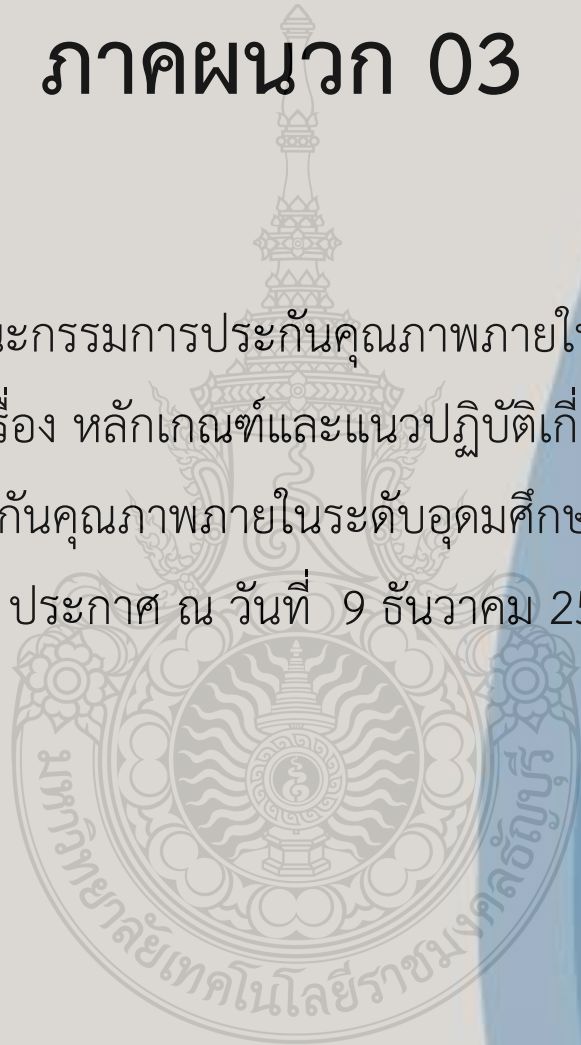 ภาคผนวก 03
กรรมการประกันคุณภาพภายใ
หลักเกณฑ์และแนวปฏิบัติ
กันคุณภาพภายในระดับอุดมศึกษ
ประกาศ ณ วันที่ 9 ธันวาคม 25
มหาวิทยาลัยเทคโนโลยีราชมงคลธัญบุรี